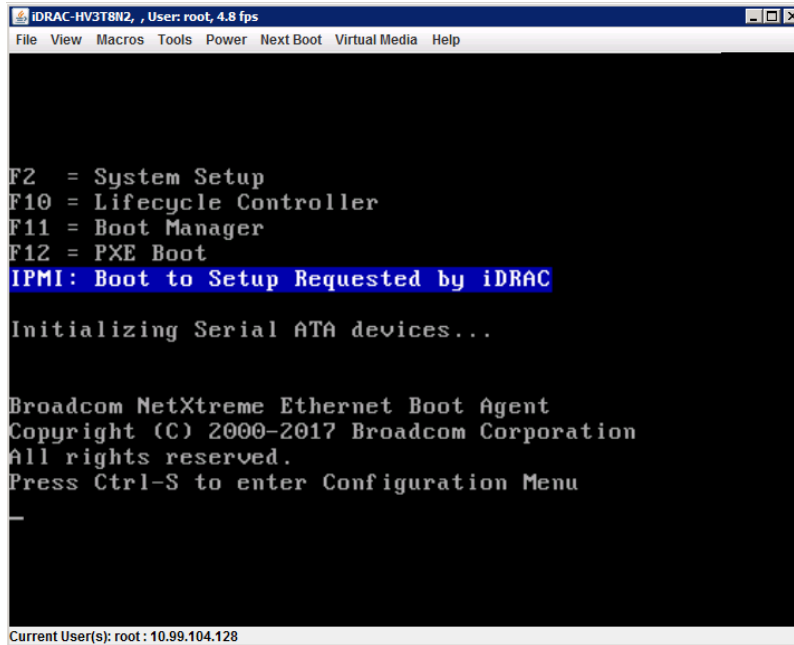 iDRAC-HV3T8N2, , User: root, 4.8 fps
File View Macros Tools Power Next Boot Virtual Media Help
F2 = System Setup
F10 = Lifecycle Controller
F11 = Boot Manager
F12 = PXE Boot
IPMI: Boot to Setup Requested by iDRAC
Initializing Serial ATA devices...
Broadcom NetXtreme Ethernet Boot Agent
Copyright (C) 2000-2017 Broadcom Corporation
All rights reserved.
Press Ctrl-S to enter Configuration Menu
Current User(s): root : 10.99.104.128